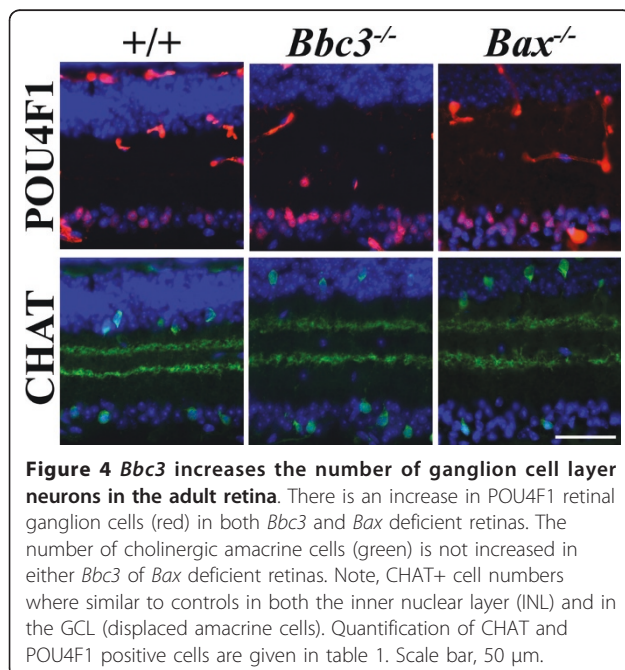 +/+ Bbc3-/- Bax-/-
POU4F1
CHAT
Figure 4 Bbc3 increases the number of ganglion cell layer
neurons in the adult retina. There is an increase in POU4F1 retinal
ganglion cells (red) in both Bbc3 and Bax deficient retinas. The
number of cholinergic amacrine cells (green) is not increased in
either Bbc3 of Bax deficient retinas. Note, CHAT+ cell numbers
where similar to controls in both the inner nuclear layer (INL) and in
the GCL (displaced amacrine cells). Quantification of CHAT and
POU4F1 positive cells are given in table 1. Scale bar, 50 μm.